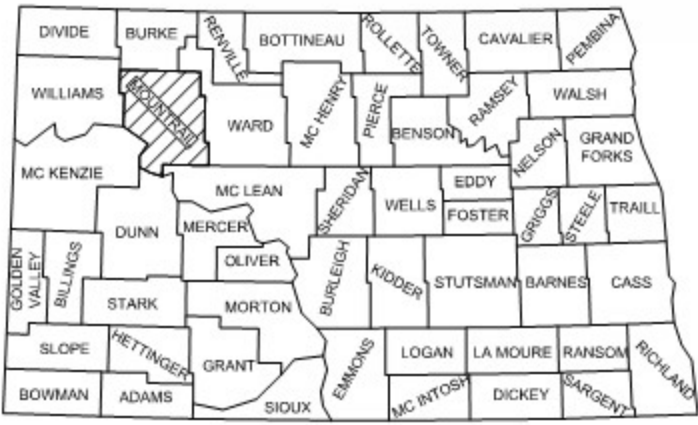 DIVIDE
BURKE
RENVILLE
BOTTINEAU
ROLLETTE
TOWNER
CAVALIER
PEMBINA
WILLIAMS
MOUNTRAIL
WARD
MC HENRY
PIERCE
BENSON
RAMSEY
WALSH
NELSON
GRAND
FORKS
MC KENZIE
MC LEAN
SHERIDAN
WELLS
EDDY
FOSTER
GRIGGS
STEELE
TRAILL
DUNN
MERCER
OLIVER
GOLDEN
VALLEY
BILLINGS
STARK
MORTON
BURLEIGH
KIDDER
STUTSMAN
BARNES
CASS
SLOPE
HETTINGER
GRANT
EMMONS
LOGAN
LA MOURE
RANSOM
RICHLAND
BOWMAN
ADAMS
SIOUX
MC INTOSH
DICKEY
SARGENT